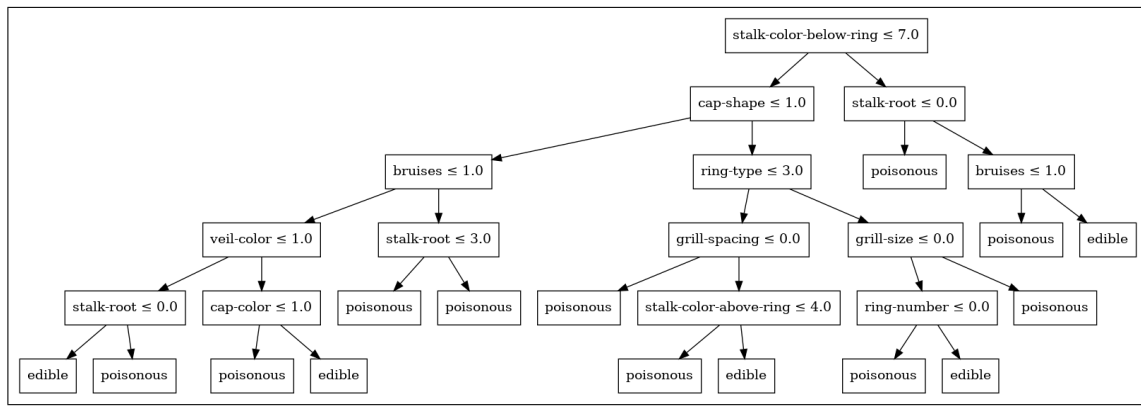 stalk-color-below-ring ≤ 7.0
cap-shape ≤ 1.0
stalk-root ≤ 0.0
bruises ≤ 1.0
ring-type ≤ 3.0
poisonous
bruises ≤ 1.0
veil-color ≤ 1.0
stalk-root ≤ 3.0
grill-spacing ≤ 0.0
grill-size ≤ 0.0
poisonous
edible
stalk-root ≤ 0.0
cap-color ≤ 1.0
poisonous
poisonous
poisonous
stalk-color-above-ring ≤ 4.0
ring-number ≤ 0.0
poisonous
edible
poisonous
poisonous
edible
poisonous
edible
poisonous
edible